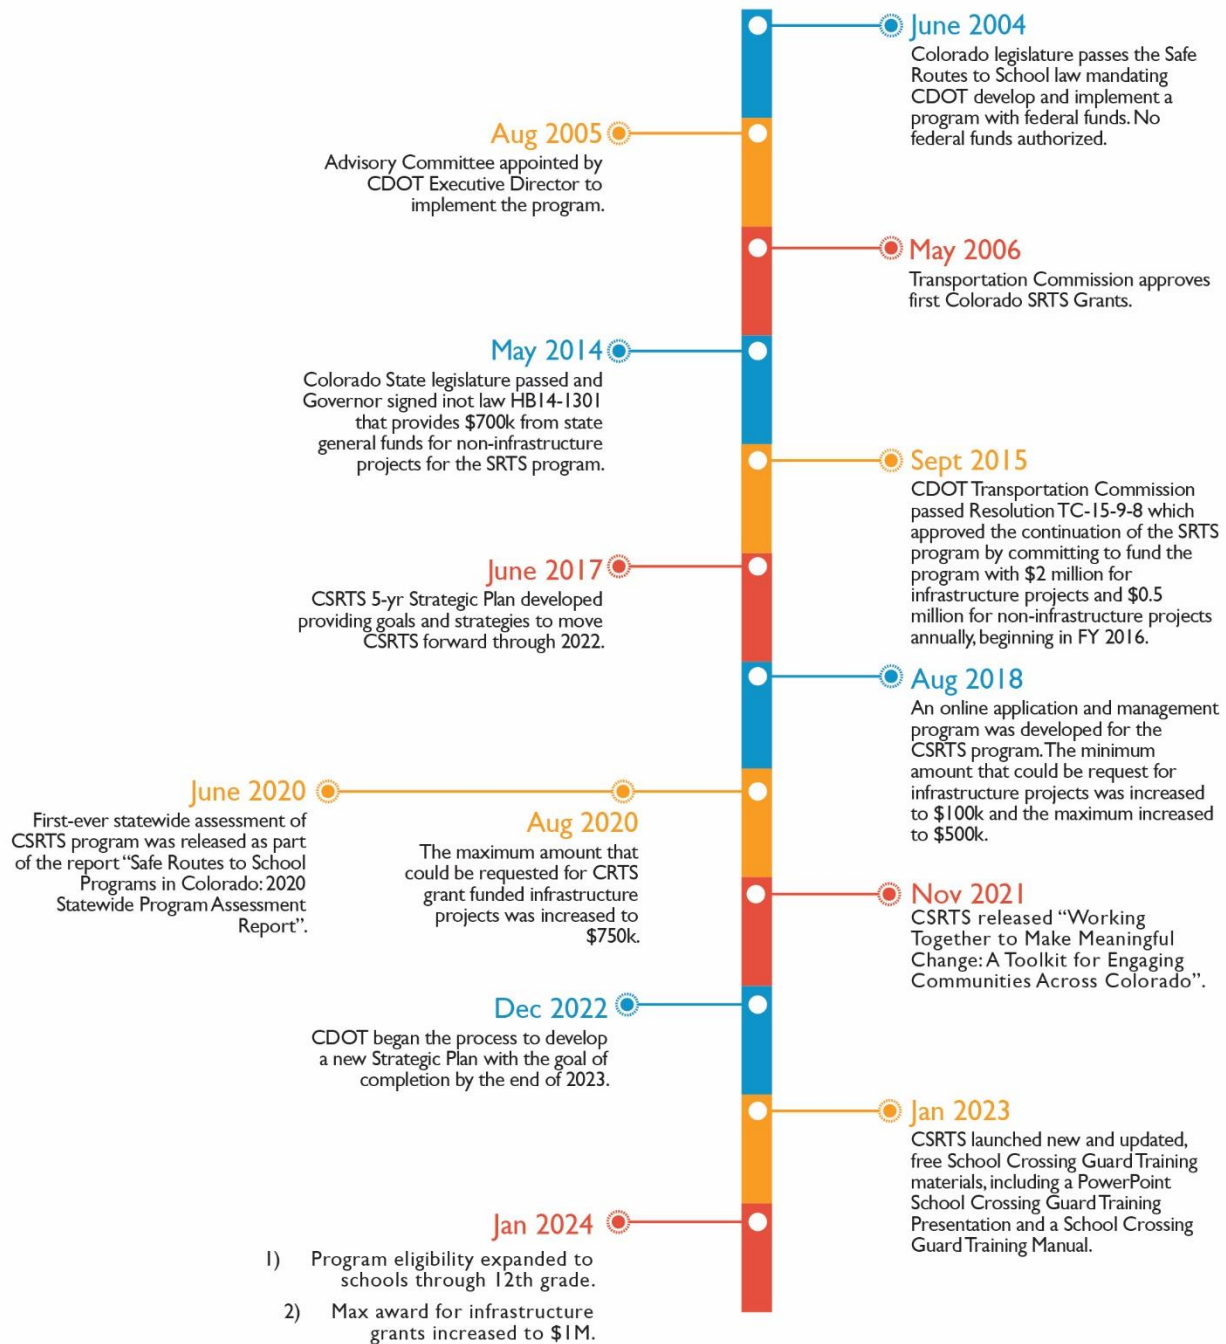 June 2004
Colorado legislature passes the Safe
Routes to School law mandating
CDOT develop and implement a
program with federal funds. No
federal funds authorized.
Aug 2005
Advisory Committee appointed by
CDOT Executive Director to
implement the program.
May 2006
Transportation Commission approves
first Colorado SRTS Grants.
May 2014
Colorado State legislature passed and
Governor signed inot law HB14-1301
that provides $700k from state
general funds for non-infrastructure
projects for the SRTS program.
Sept 2015
CDOT Transportation Commission
passed Resolution TC-15-9-8 which
approved the continuation of the SRTS
program by committing to fund the
program with $2 million for
infrastructure projects and $0.5
million for non-infrastructure projects
annually, beginning in FY 2016.
June 2017
CSRTS 5-yr Strategic Plan developed
providing goals and strategies to move
CSRTS forward through 2022.
Aug 2018
An online application and management
program was developed for the
CSRTS program. The minimum
amount that could be request for
infrastructure projects was increased
to $100k and the maximum increased
to $500k.
June 2020
First-ever statewide assessment of
CSRTS program was released as part
of the report “Safe Routes to School
Programs in Colorado: 2020
Statewide Program Assessment
Report”.
Aug 2020
The maximum amount that
could be requested for CRTS
grant funded infrastructure
projects was increased to
$750k.
Nov 2021
CSRTS released “Working
Together to Make Meaningful
Change: A Toolkit for Engaging
Communities Across Colorado”.
Dec 2022
CDOT began the process to develop
a new Strategic Plan with the goal of
completion by the end of 2023.
Jan 2023
CSRTS launched new and updated,
free School Crossing Guard Training
materials, including a PowerPoint
School Crossing Guard Training
Presentation and a School Crossing
Guard Training Manual.
Jan 2024
1) Program eligibility expanded to
schools through 12th grade.
2) Max award for infrastructure
grants increased to $1M.